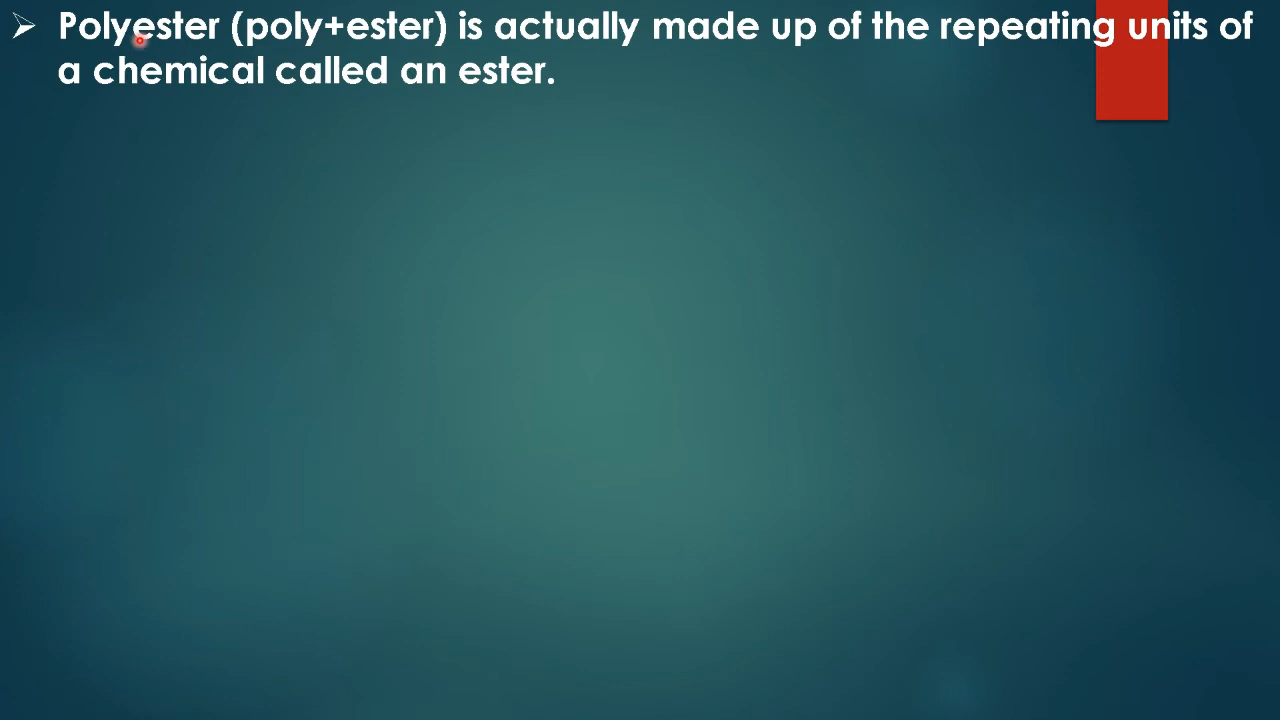 Polyester (poly+ester) is actually made up of the repeating units of
a chemical called an ester.